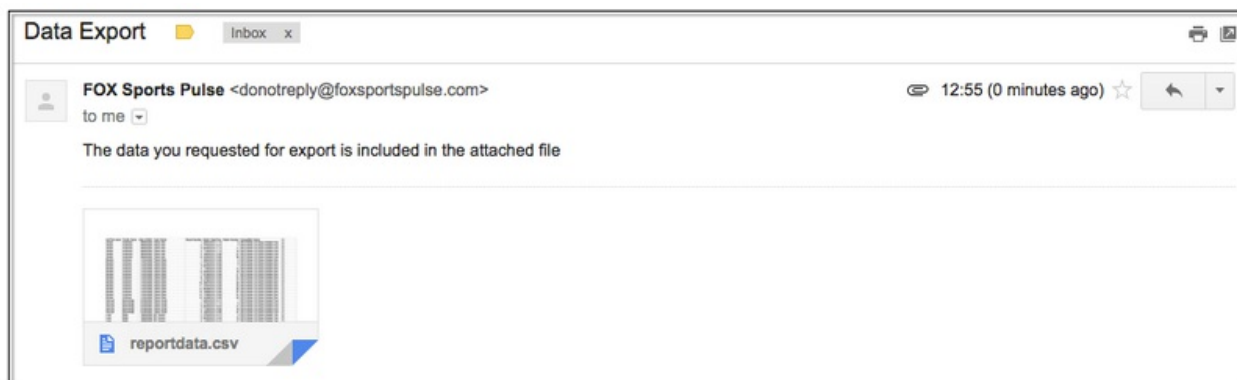 Data Export
Inbox x
FOX Sports Pulse <donotreply@foxsportspulse.com>
12:55 (0 minutes ago)
to me
The data you requested for export is included in the attached file
reportdata.csv